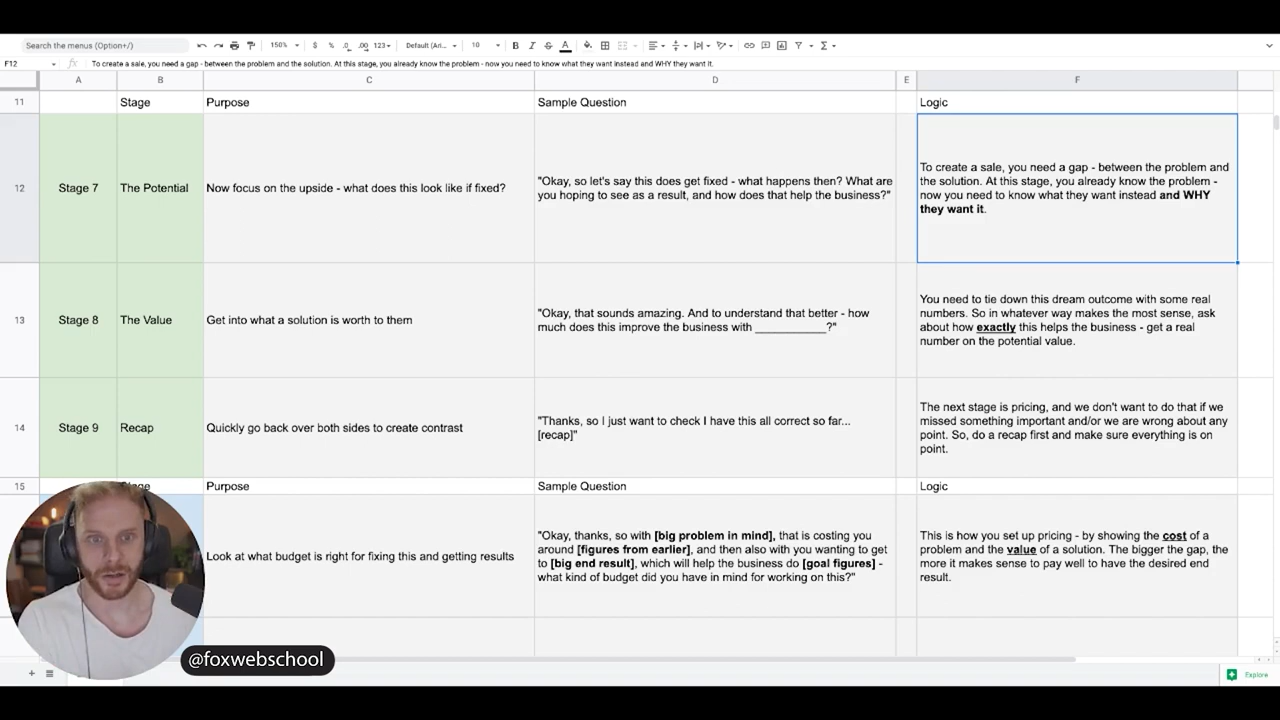 Search the menus (Option+/)
150%
$
%
.0
.00
123
Default (Ari...
10
B
I
S
A
F12
fx
To create a sale, you need a gap - between the problem and the solution. At this stage, you already know the problem - now you need to know what they want instead and WHY they want it.
A
B
C
D
E
F
11
Stage
Purpose
Sample Question
Logic
12
Stage 7
The Potential
Now focus on the upside - what does this look like if fixed?
"Okay, so let's say this does get fixed - what happens then? What are
you hoping to see as a result, and how does that help the business?"
To create a sale, you need a gap - between the problem and
the solution. At this stage, you already know the problem -
now you need to know what they want instead and WHY
they want it.
13
Stage 8
The Value
Get into what a solution is worth to them
"Okay, that sounds amazing. And to understand that better - how
much does this improve the business with ____________?"
You need to tie down this dream outcome with some real
numbers. So in whatever way makes the most sense, ask
about how exactly this helps the business - get a real
number on the potential value.
14
Stage 9
Recap
Quickly go back over both sides to create contrast
"Thanks, so I just want to check I have this all correct so far...
[recap]"
The next stage is pricing, and we don't want to do that if we
missed something important and/or we are wrong about any
point. So, do a recap first and make sure everything is on
point.
15
Stage
Purpose
Sample Question
Logic
Look at what budget is right for fixing this and getting results
"Okay, thanks, so with [big problem in mind], that is costing you
around [figures from earlier], and then also with you wanting to get
to [big end result], which will help the business do [goal figures] -
what kind of budget did you have in mind for working on this?"
This is how you set up pricing - by showing the cost of a
problem and the value of a solution. The bigger the gap, the
more it makes sense to pay well to have the desired end
result.
@foxwebschool
Explore